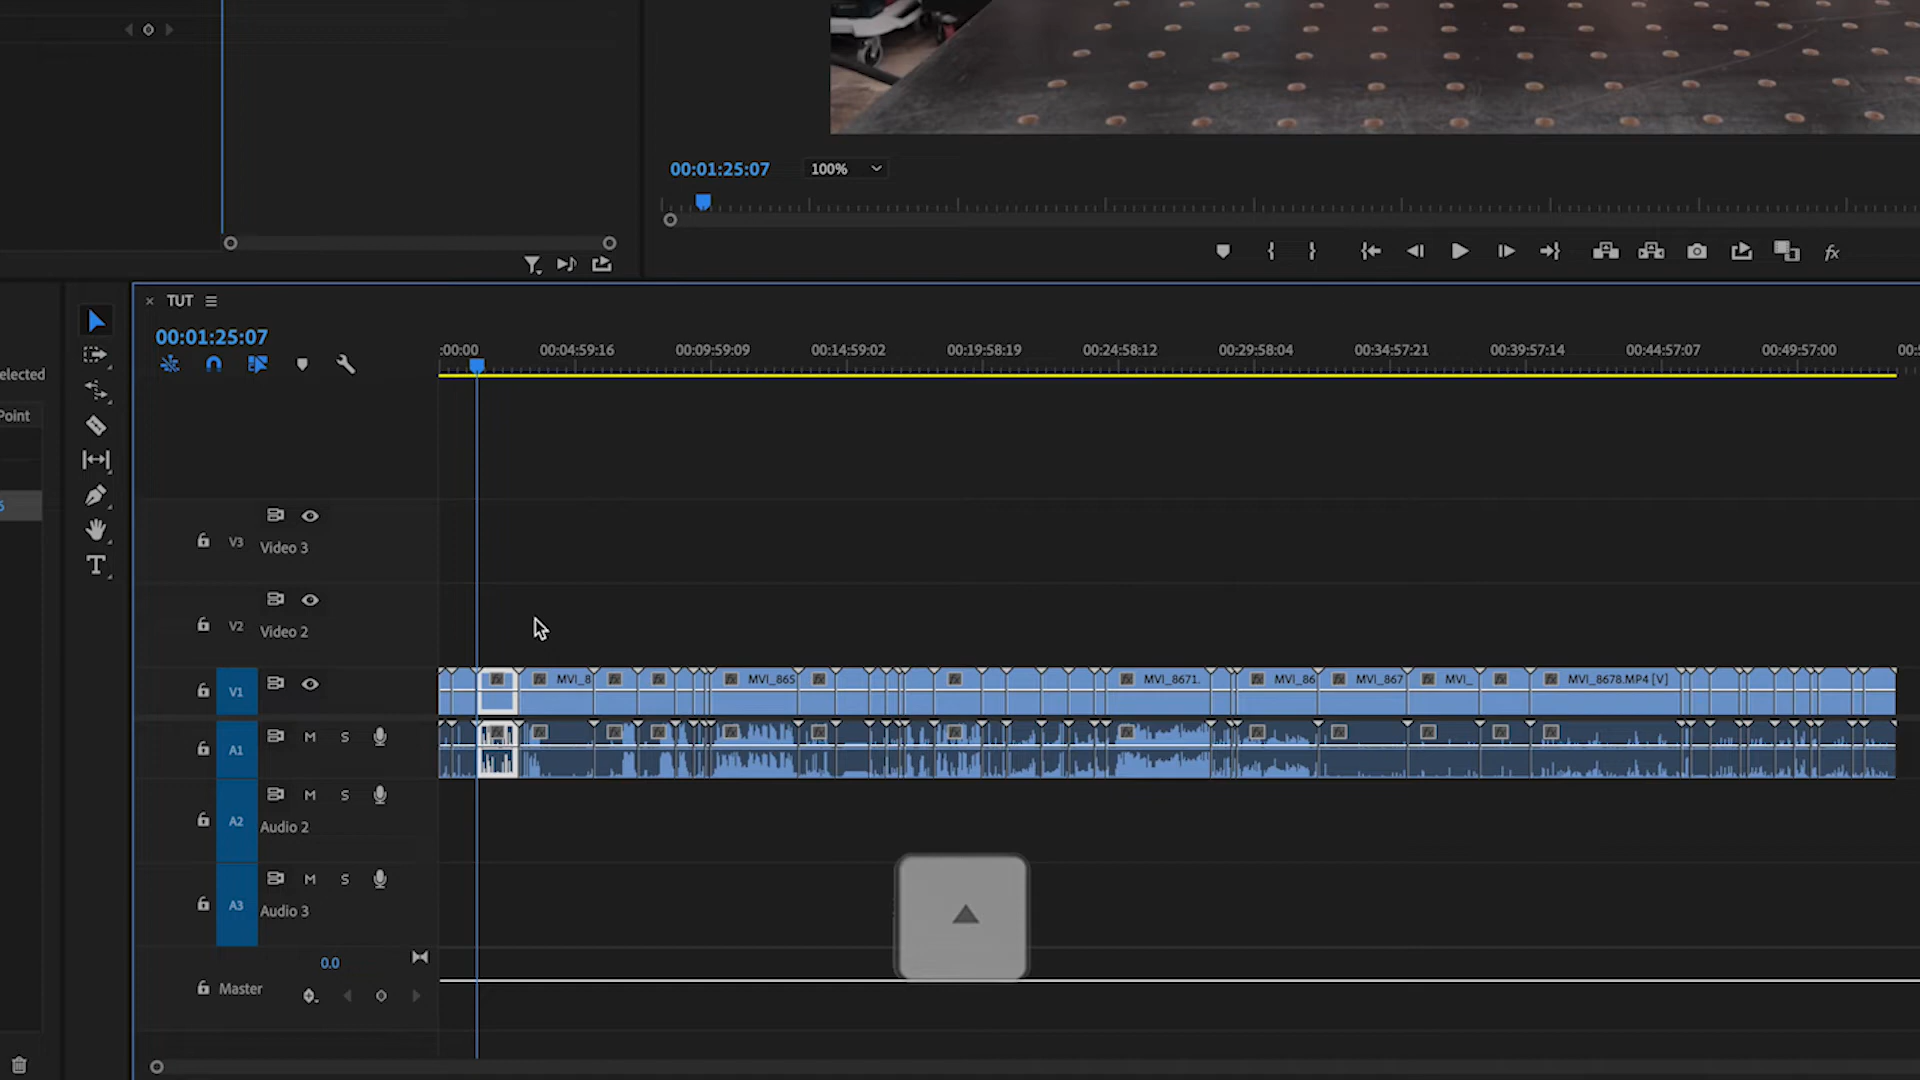 00:01:25:07
100%
fx
TUT
00:01:25:07
:00:00
00:04:59:16
00:09:59:09
00:14:59:02
00:19:58:19
00:24:58:12
00:29:58:04
00:34:57:21
00:39:57:14
00:44:57:07
00:49:57:00
elected
Point
T
V3
Video 3
V2
Video 2
V1
MVI_8
MVI_865
MVI_8671.
MVI_86
MVI_867
MVI_
MVI_8678.MP4 [V]
A1
M
S
A2
M
S
Audio 2
A3
M
S
Audio 3
0.0
Master